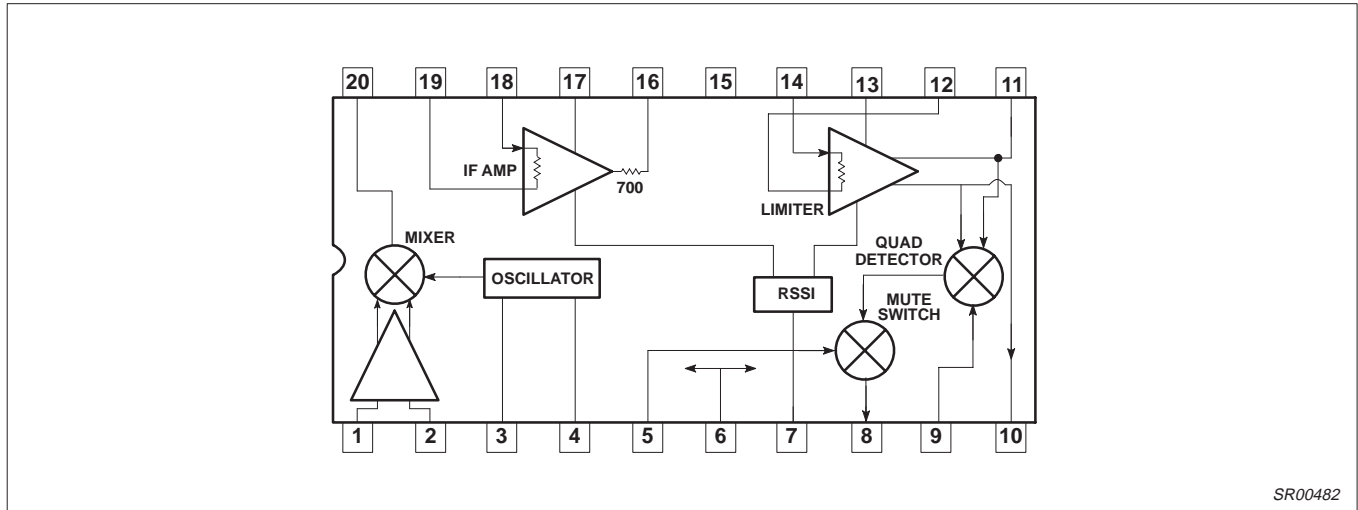 20 19 18 17 16 15 14 13 12 11
IF AMP
700
LIMITER
MIXER
QUAD
DETECTOR
OSCILLATOR
RSSI
MUTE
SWITCH
1 2 3 4 5 6 7 8 9 10
SR00482